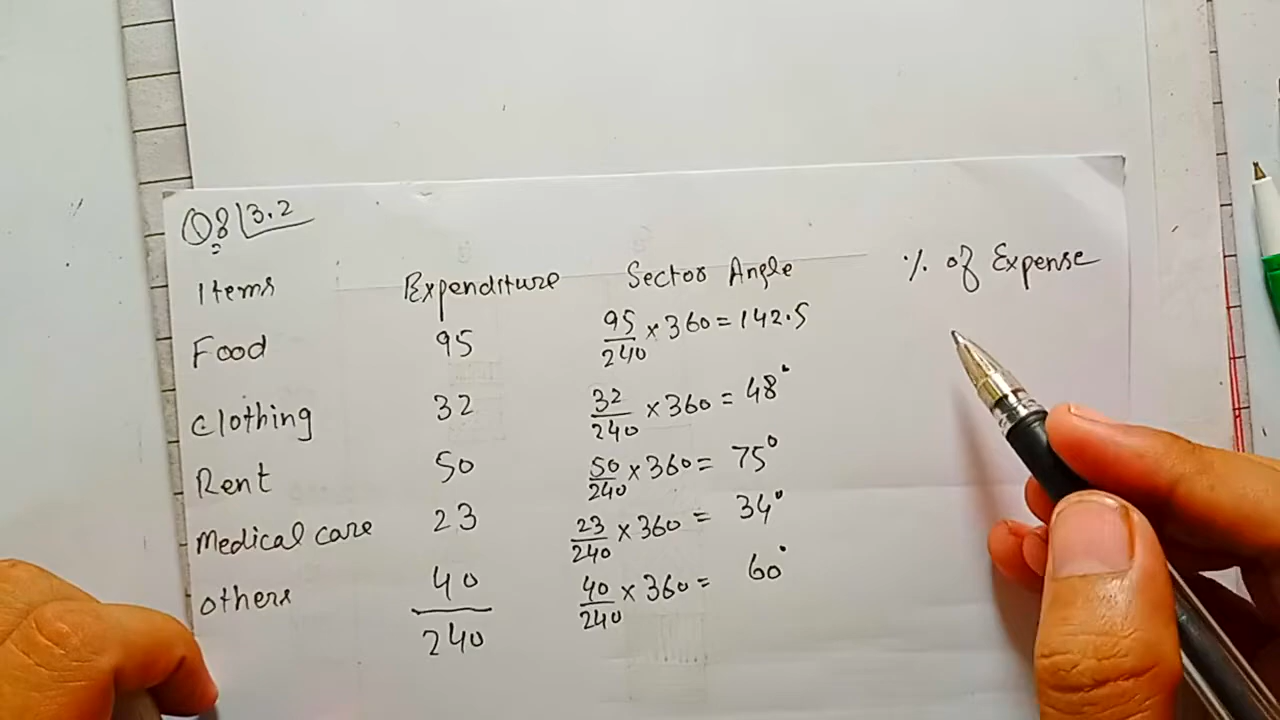 Q8 3.2
Items Expenditure Sector Angle % of Expense
Food 95 95/240 × 360 = 142.5
Clothing 32 32/240 × 360 = 48°
Rent 50 50/240 × 360 = 75°
Medical care 23 23/240 × 360 = 34°
others 40 40/240 × 360 = 60°
240